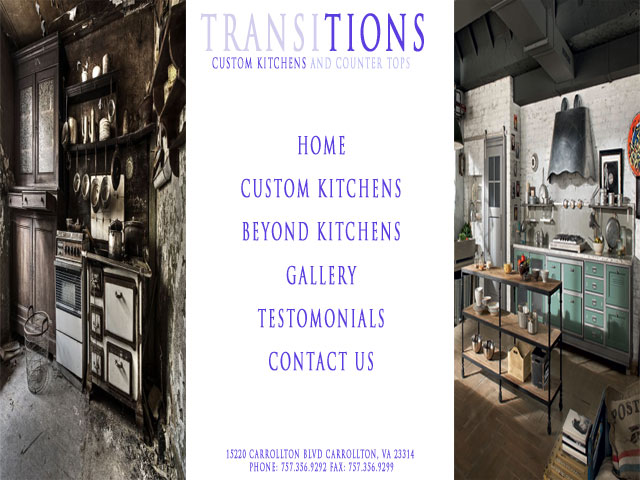 TRANSITIONS
CUSTOM KITCHENS AND COUNTER TOPS
HOME
CUSTOM KITCHENS
BEYOND KITCHENS
GALLERY
TESTOMONIALS
CONTACT US
15220 CARROLLTON BLVD CARROLLTON, VA 23314
PHONE: 757.356.9292 FAX: 757.356.9299
POST